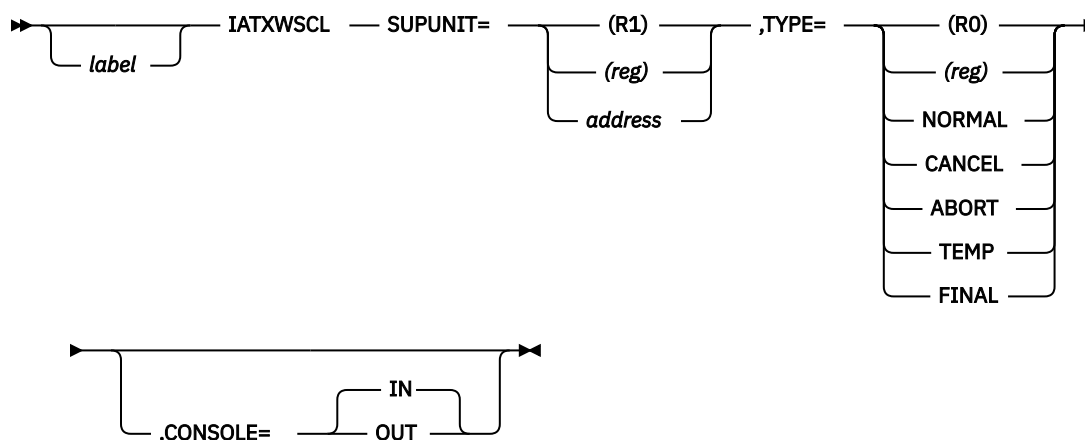 IATXWSCL SUPUNIT= (R1) ,TYPE= (R0)
label (reg) (reg)
address NORMAL
CANCEL
ABORT
TEMP
FINAL
IN
,CONSOLE= OUT